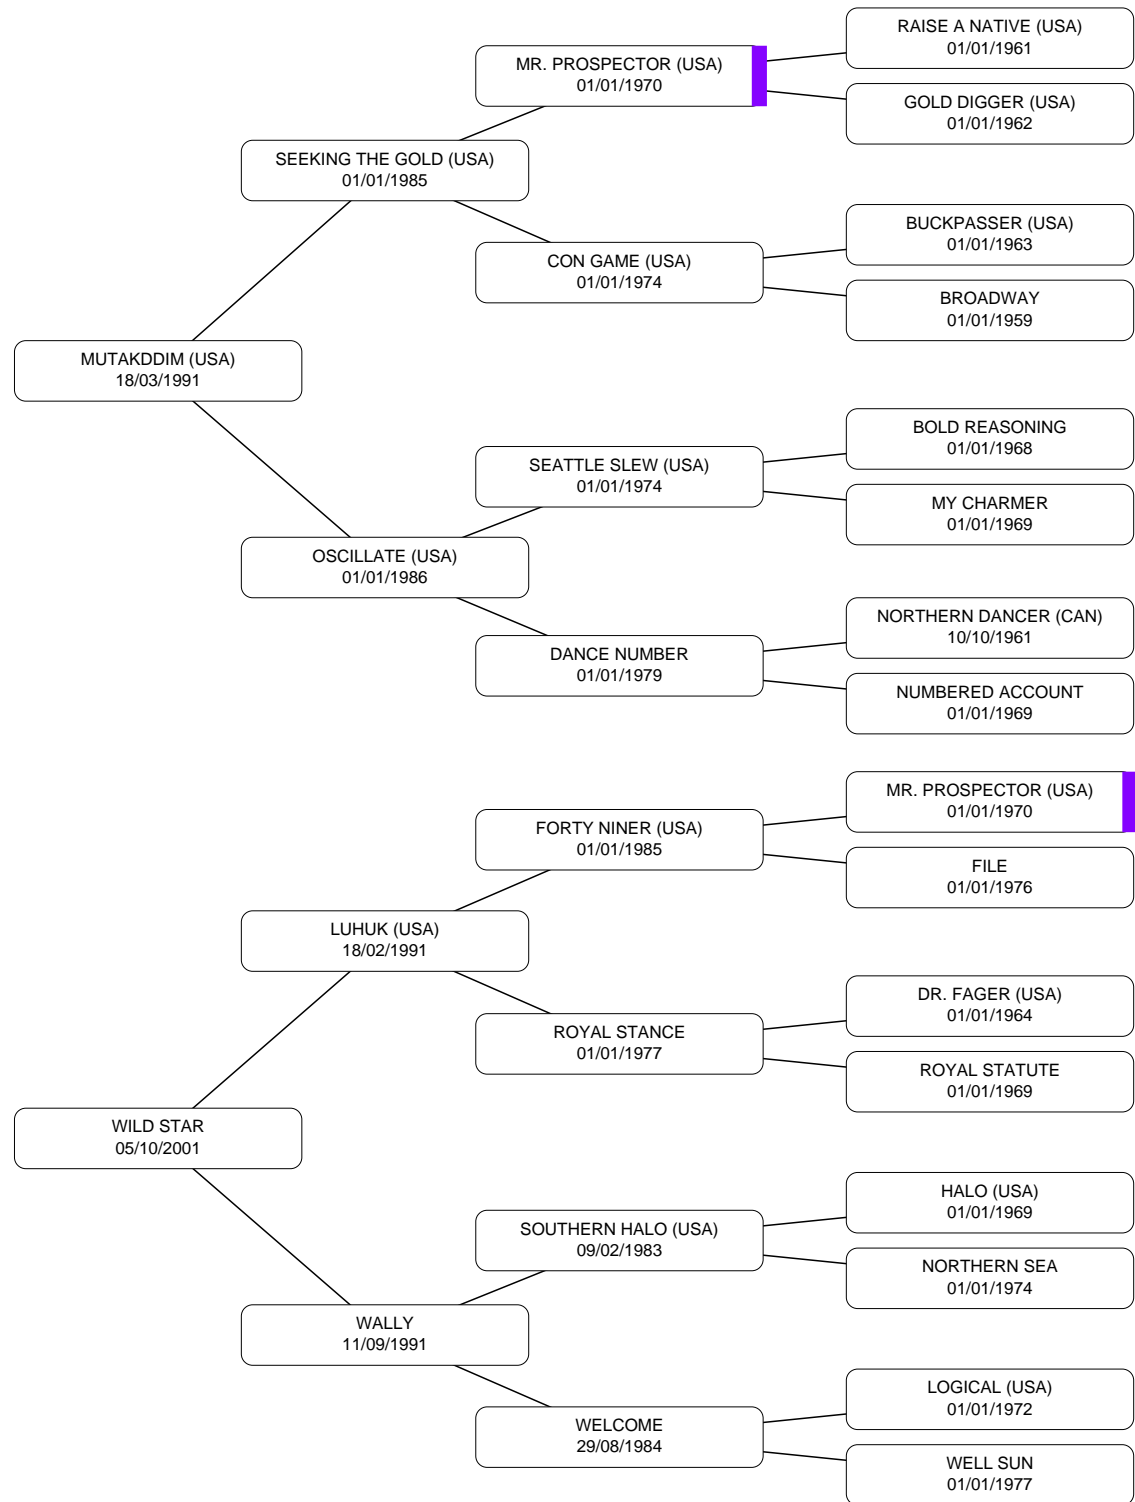 RAISE A NATIVE (USA)
01/01/1961
MR. PROSPECTOR (USA)
01/01/1970
GOLD DIGGER (USA)
01/01/1962
SEEKING THE GOLD (USA)
01/01/1985
BUCKPASSER (USA)
01/01/1963
CON GAME (USA)
01/01/1974
BROADWAY
01/01/1959
MUTAKDDIM (USA)
18/03/1991
BOLD REASONING
01/01/1968
SEATTLE SLEW (USA)
01/01/1974
MY CHARMER
01/01/1969
OSCILLATE (USA)
01/01/1986
NORTHERN DANCER (CAN)
10/10/1961
DANCE NUMBER
01/01/1979
NUMBERED ACCOUNT
01/01/1969
MR. PROSPECTOR (USA)
01/01/1970
FORTY NINER (USA)
01/01/1985
FILE
01/01/1976
LUHUK (USA)
18/02/1991
DR. FAGER (USA)
01/01/1964
ROYAL STANCE
01/01/1977
ROYAL STATUTE
01/01/1969
WILD STAR
05/10/2001
HALO (USA)
01/01/1969
SOUTHERN HALO (USA)
09/02/1983
NORTHERN SEA
01/01/1974
WALLY
11/09/1991
LOGICAL (USA)
01/01/1972
WELCOME
29/08/1984
WELL SUN
01/01/1977